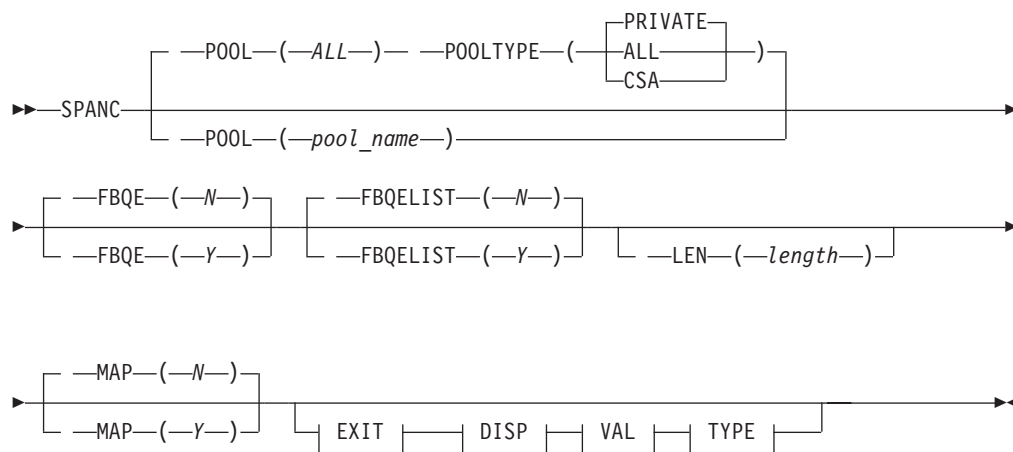 PRIVATE
POOL ( ALL ) POOLTYPE ( ALL )
CSA
SPANC
POOL ( pool_name )
FBQE ( N ) FBQELIST ( N )
FBQE ( Y ) FBQELIST ( Y ) LEN ( length )
MAP ( N )
MAP ( Y ) EXIT DISP VAL TYPE